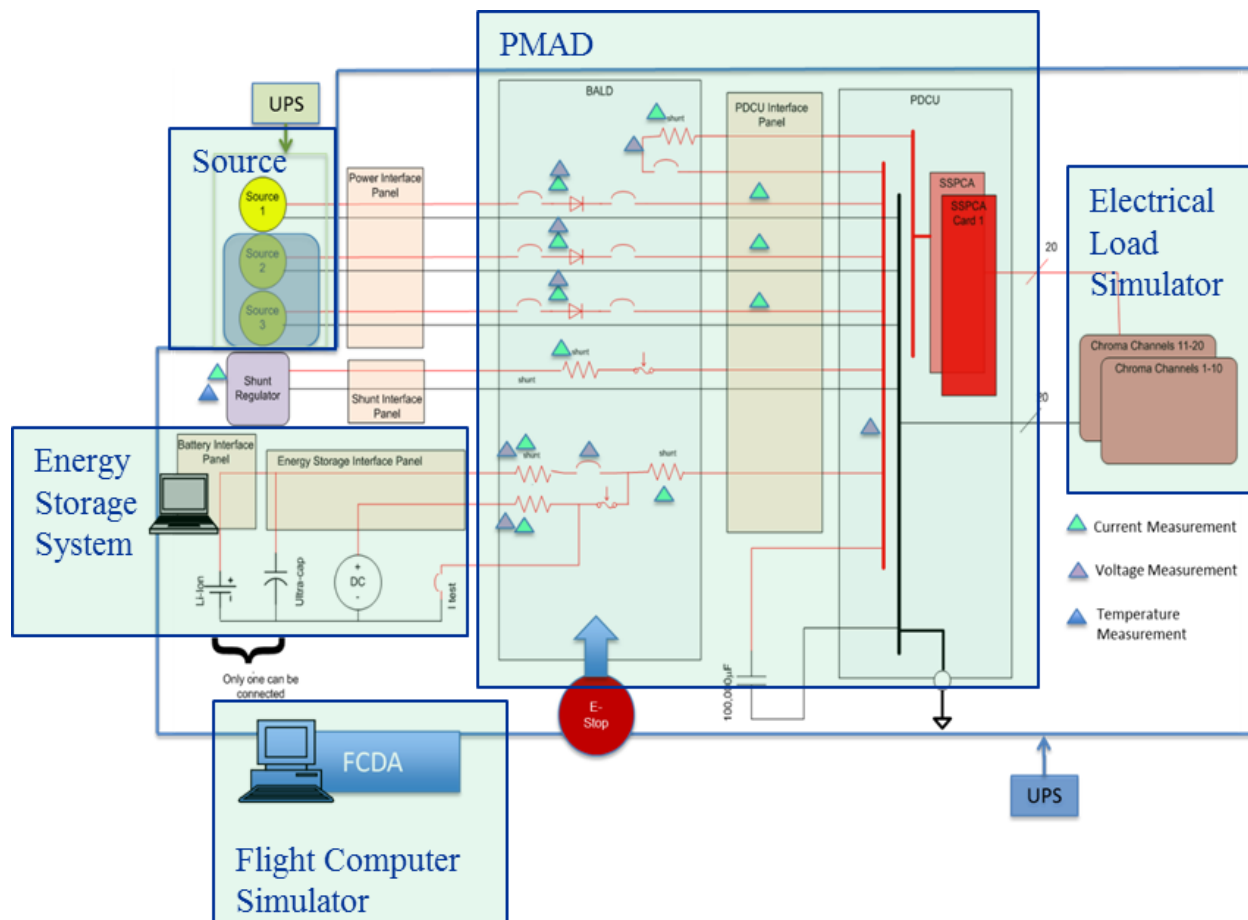 PMAD
BALD
PDCU Interface
Panel
PDCU
shunt
UPS
Source
Source
1
Source
2
Source
3
Power Interface
Panel
SSPCA
SSPCA
Card 1
Electrical
Load
Simulator
20
20
Chroma Channels 11-20
Chroma Channels 1-10
Shunt
Regulator
Shunt Interface
Panel
shunt
shunt
Energy
Storage
System
Battery Interface
Panel
Energy Storage Interface Panel
shunt
shunt
Li-Ion
+
–
Ultra-cap
+
DC
-
I test
Only one can be
connected
Current Measurement
Voltage Measurement
Temperature
Measurement
100,000µF
E-
Stop
FCDA
Flight Computer
Simulator
UPS